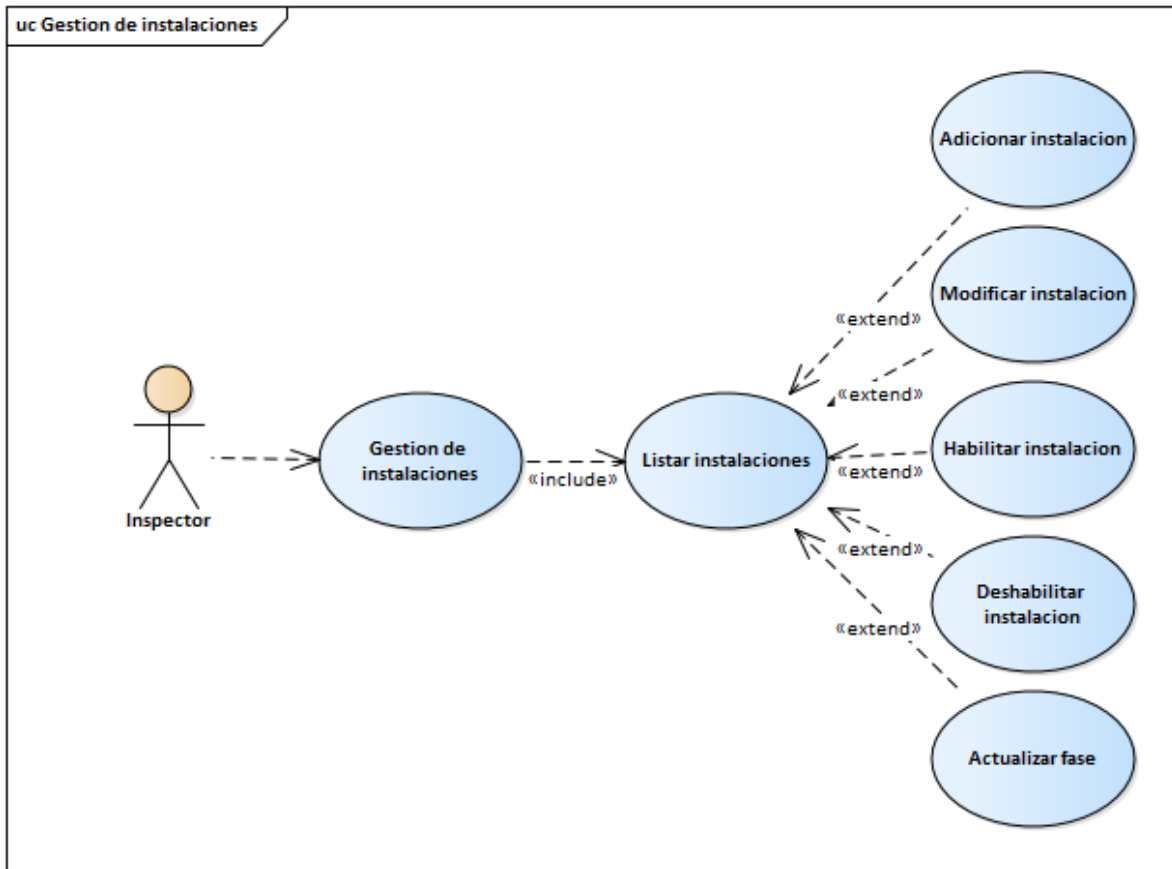 uc Gestion de instalaciones
Adicionar instalacion
Modificar instalacion
«extend»
«extend»
Habilitar instalacion
Gestion de
instalaciones
Listar instalaciones
«include»
«extend»
Inspector
«extend»
Deshabilitar
instalacion
«extend»
Actualizar fase